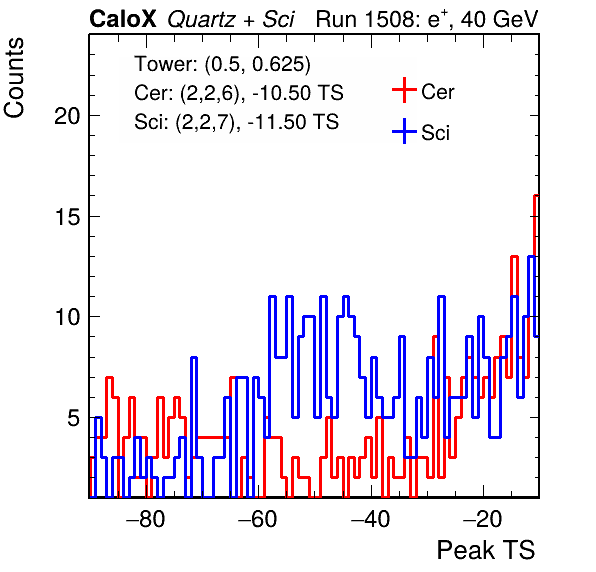 CaloX Quartz + Sci Run 1508: e⁺, 40 GeV
Tower: (0.5, 0.625)
Cer: (2,2,6), -10.50 TS
Sci: (2,2,7), -11.50 TS
Cer
Sci
Counts
20
15
10
5
−80 −60 −40 −20
Peak TS